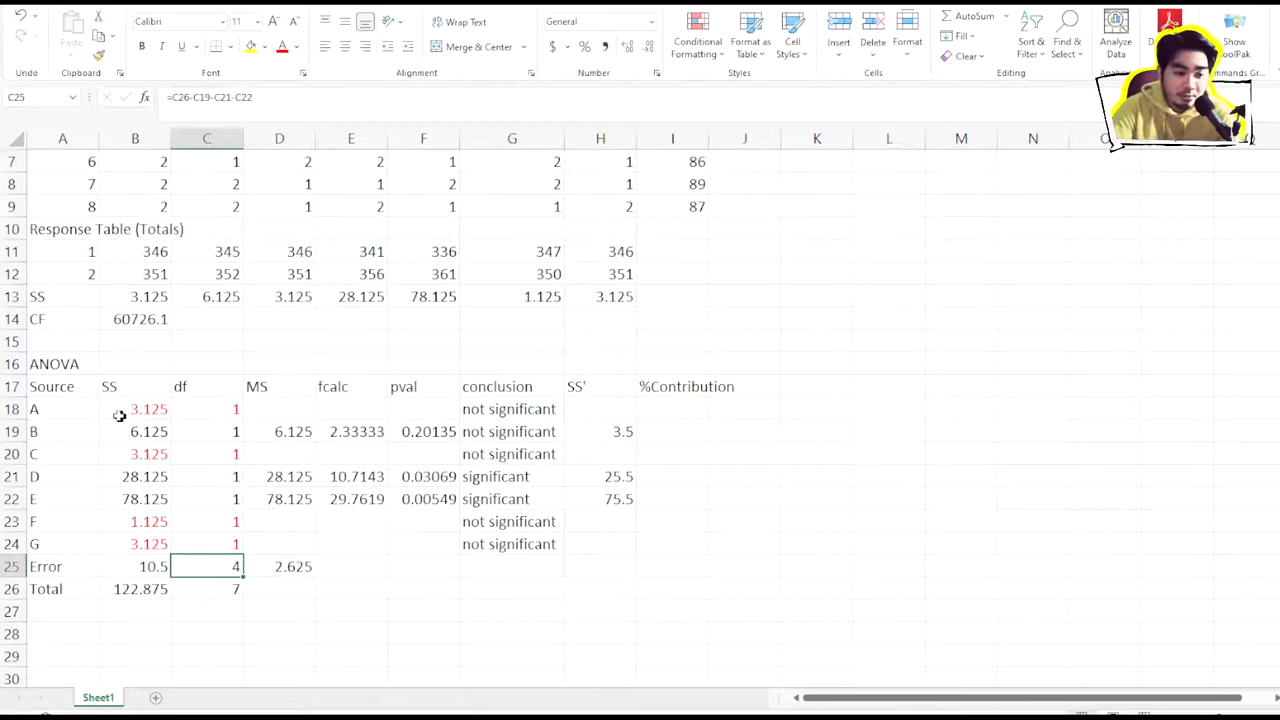 Calibri 11 A A Wrap Text General AutoSum
Paste B I U A Merge & Center $ % 9 Conditional Formatting Format as Table Cell Styles Insert Delete Format Fill Clear Sort & Filter Find & Select Analyze Data Show ToolPak
Undo Clipboard Font Alignment Number Styles Cells Editing
C25 fx =C26-C19-C21-C22
A B C D E F G H I J K L M N
7 6 2 1 2 2 1 2 1 86
8 7 2 2 1 1 2 2 1 89
9 8 2 2 1 2 1 1 2 87
10 Response Table (Totals)
11 1 346 345 346 341 336 347 346
12 2 351 352 351 356 361 350 351
13 SS 3.125 6.125 3.125 28.125 78.125 1.125 3.125
14 CF 60726.1
15
16 ANOVA
17 Source SS df MS fcalc pval conclusion SS' %Contribution
18 A 3.125 1 not significant
19 B 6.125 1 6.125 2.33333 0.20135 not significant 3.5
20 C 3.125 1 not significant
21 D 28.125 1 28.125 10.7143 0.03069 significant 25.5
22 E 78.125 1 78.125 29.7619 0.00549 significant 75.5
23 F 1.125 1 not significant
24 G 3.125 1 not significant
25 Error 10.5 4 2.625
26 Total 122.875 7
27
28
29
30
Sheet1